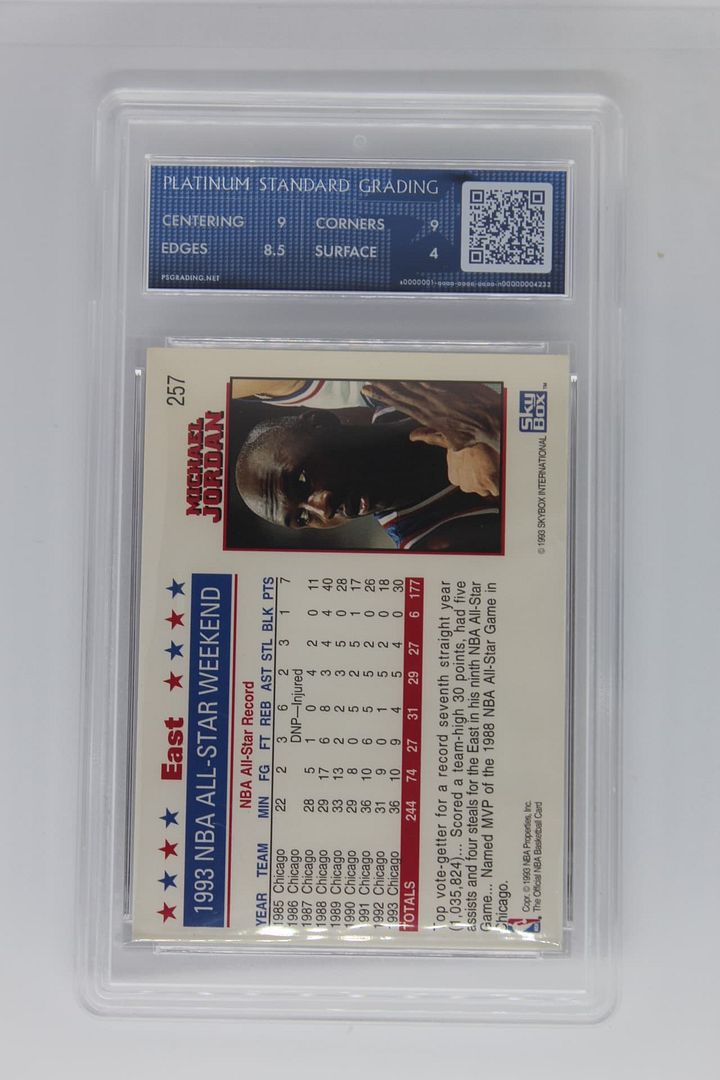 PLATINUM STANDARD GRADING
CENTERING 9 CORNERS 9
EDGES 8.5 SURFACE 4
PSGRADING.NET
257
MICHAEL
JORDAN
SKY
BOX™
© 1993 SKYBOX INTERNATIONAL
East
1993 NBA ALL-STAR WEEKEND
NBA All-Star Record
YEAR TEAM MIN FG FT REB AST STL BLK PTS
1985 Chicago 22 2 3 6 2 3 1 7
1986 Chicago DNP—Injured
1987 Chicago 28 5 1 0 4 2 0 11
1988 Chicago 29 17 6 8 3 4 4 40
1989 Chicago 33 13 2 2 3 5 0 28
1990 Chicago 29 8 0 5 2 5 1 17
1991 Chicago 36 10 6 5 5 2 0 26
1992 Chicago 31 9 0 1 5 2 0 18
1993 Chicago 36 10 9 4 5 4 0 30
TOTALS 244 74 27 31 29 27 6 177
Top vote-getter for a record seventh straight year
(1,035,824)... Scored a team-high 30 points, had five
assists and four steals for the East in his ninth NBA All-Star
Game... Named MVP of the 1988 NBA All-Star Game in
Chicago.
Copr. © 1993 NBA Properties, Inc.
The Official NBA Basketball Card